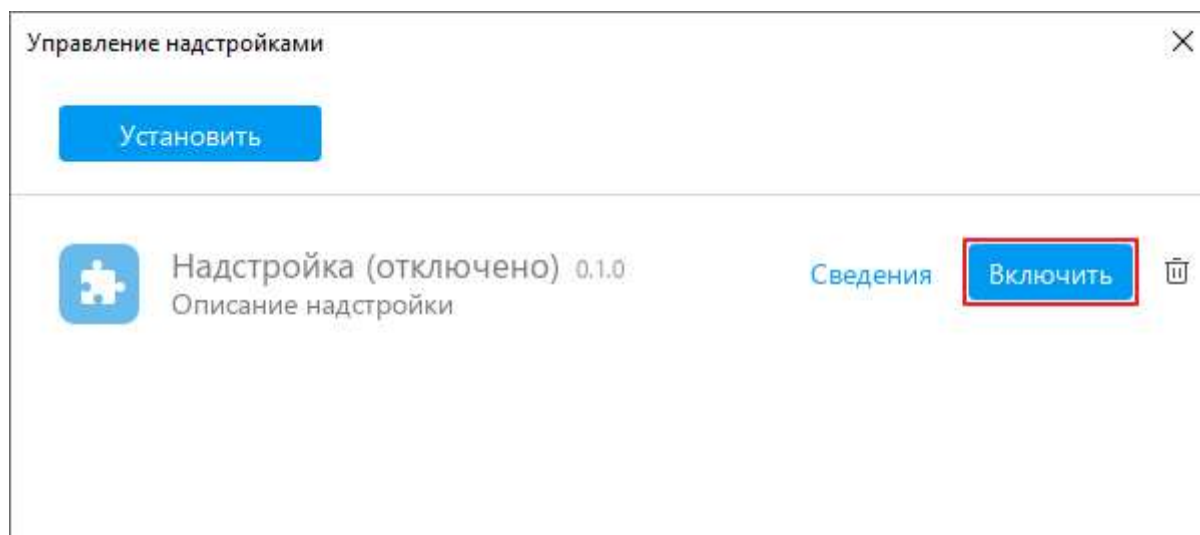 Управление надстройками
Установить
Надстройка (отключено) 0.1.0
Сведения
Включить
Описание надстройки